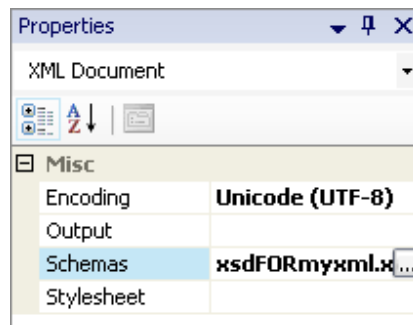 Properties
XML Document
Misc
Encoding Unicode (UTF-8)
Output
Schemas xsdFORmyxml.x ...
Stylesheet